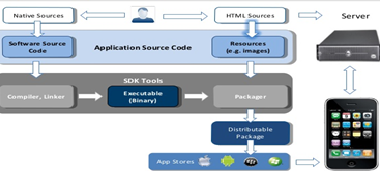 Native Sources
HTML Sources
Server
Software Source
Code
Application Source Code
Resources
(e.g. images)
SDK Tools
Compiler, Linker
Executable
(Binary)
Packager
Distributable
Package
App Stores